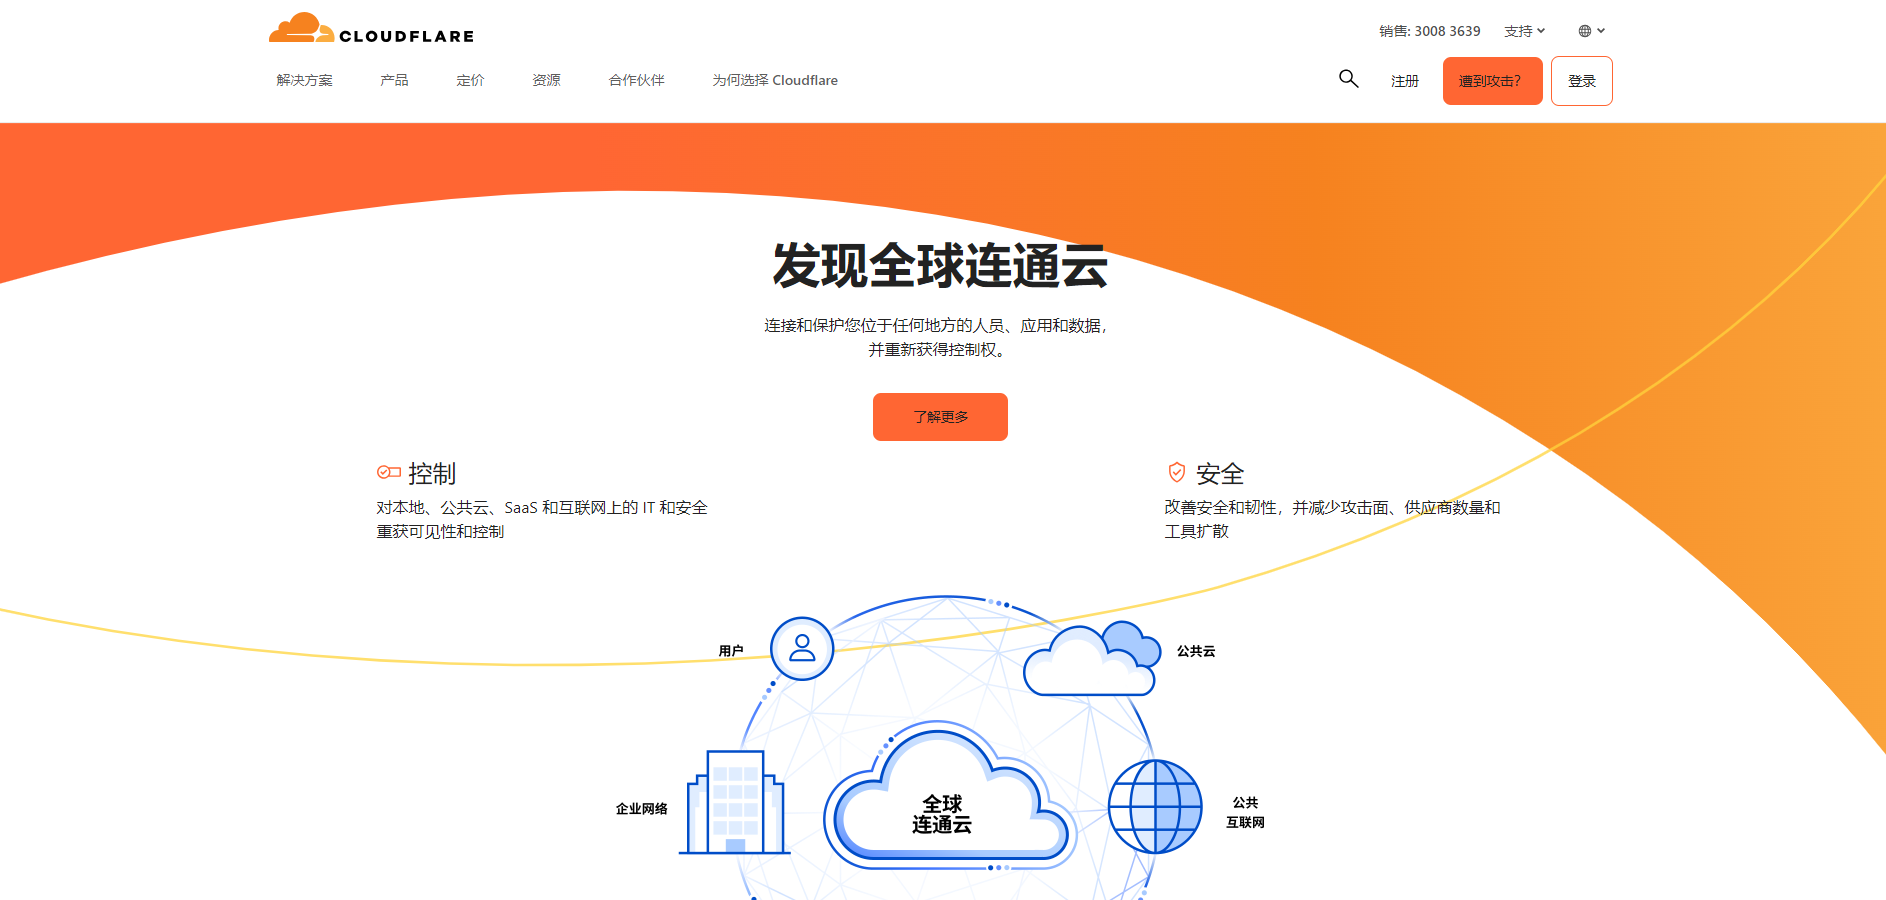 CLOUDFLARE
销售: 3008 3639
支持
解决方案
产品
定价
资源
合作伙伴
为何选择 Cloudflare
注册
遭到攻击?
登录
发现全球连通云
连接和保护您位于任何地方的人员、应用和数据，
并重新获得控制权。
了解更多
控制
对本地、公共云、SaaS 和互联网上的 IT 和安全
重获可见性和控制
安全
改善安全和韧性，并减少攻击面、供应商数量和
工具扩散
用户
公共云
企业网络
全球
连通云
公共
互联网